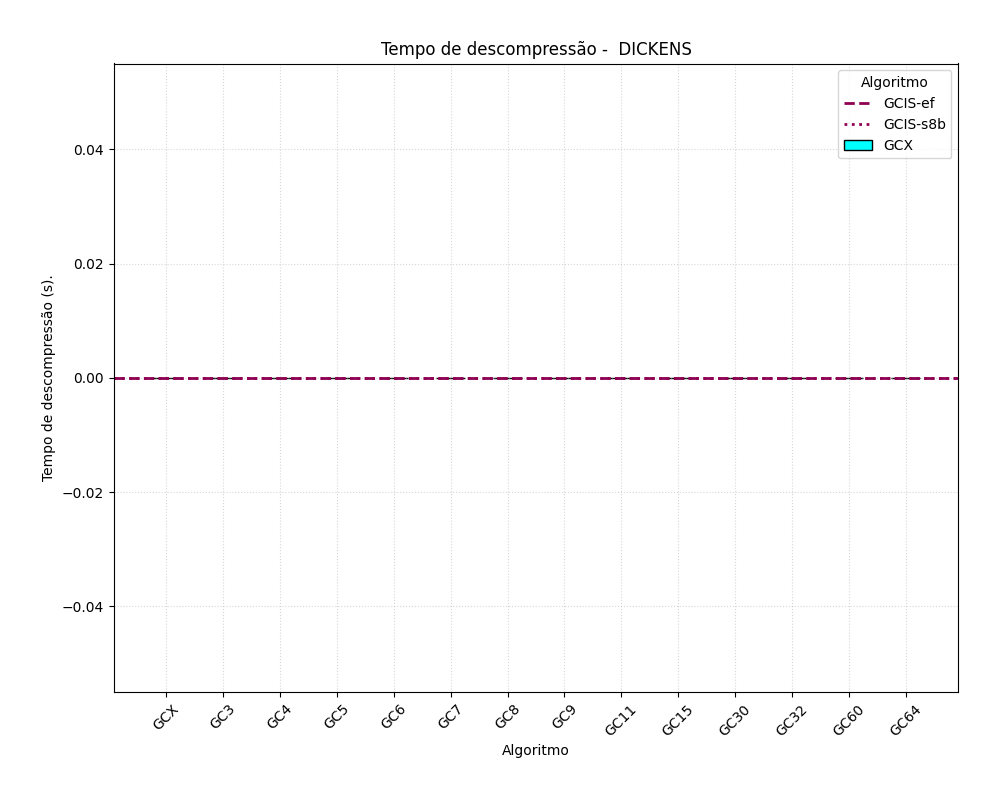 Tempo de descompressão -  DICKENS
Algoritmo
GCIS-ef
GCIS-s8b
GCX
0.04
0.02
0.00
−0.02
−0.04
Tempo de descompressão (s).
GCX
GC3
GC4
GC5
GC6
GC7
GC8
GC9
GC11
GC15
GC30
GC32
GC60
GC64
Algoritmo